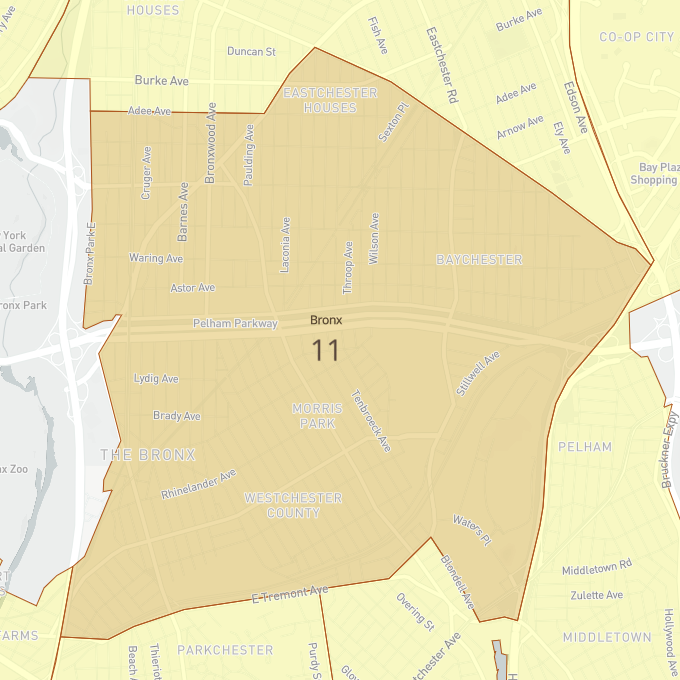 HOUSES
Fish Ave
Burke Ave
Duncan St
Eastchester Rd
CO-OP CITY
Burke Ave
EASTCHESTER
HOUSES
Adee Ave
Edson Ave
Adee Ave
Bronxwood Ave
Sexton Pl
Arnow Ave
Ely Ave
Paulding Ave
Cruger Ave
Bay Plaz
Shopping
Barnes Ave
York
al Garden
Bronx Park E
Laconia Ave
Throop Ave
Wilson Ave
Waring Ave
BAYCHESTER
Astor Ave
ronx Park
Pelham Parkway
Bronx
11
Lydig Ave
Stillwell Ave
Brady Ave
MORRIS
PARK
Tenbroeck Ave
THE BRONX
PELHAM
Bruckner Expy
x Zoo
Rhinelander Ave
WESTCHESTER
COUNTY
Waters Pl
Blondell Ave
Middletown Rd
E Tremont Ave
Zulette Ave
Overing St
Hollywood Ave
FARMS
PARKCHESTER
MIDDLETOWN
Beach A
Thieriot
Purdy S
Glov
tchester Ave
H